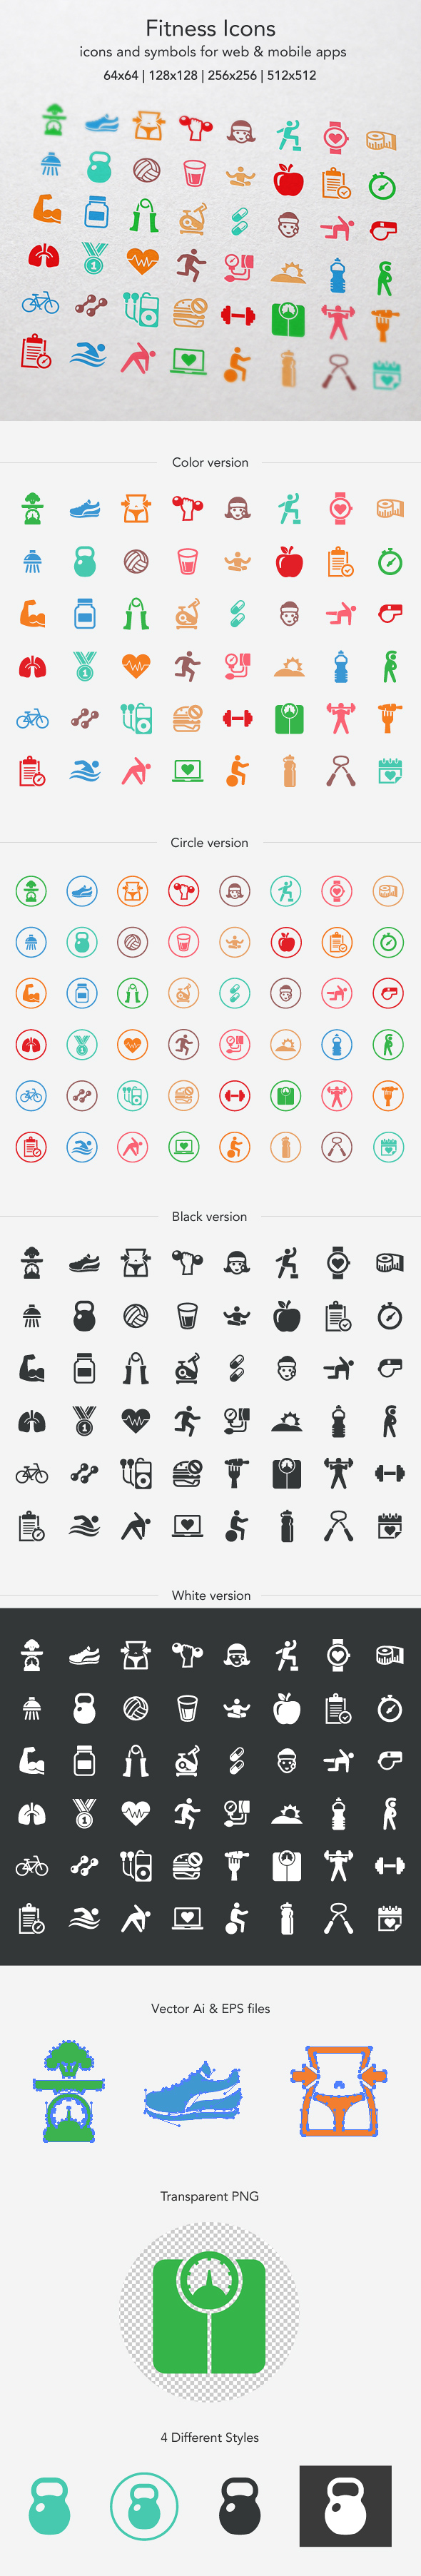 Fitness Icons
icons and symbols for web & mobile apps
64x64 | 128x128 | 256x256 | 512x512
Color version
Circle version
Black version
White version
Vector Ai & EPS files
Transparent PNG
4 Different Styles